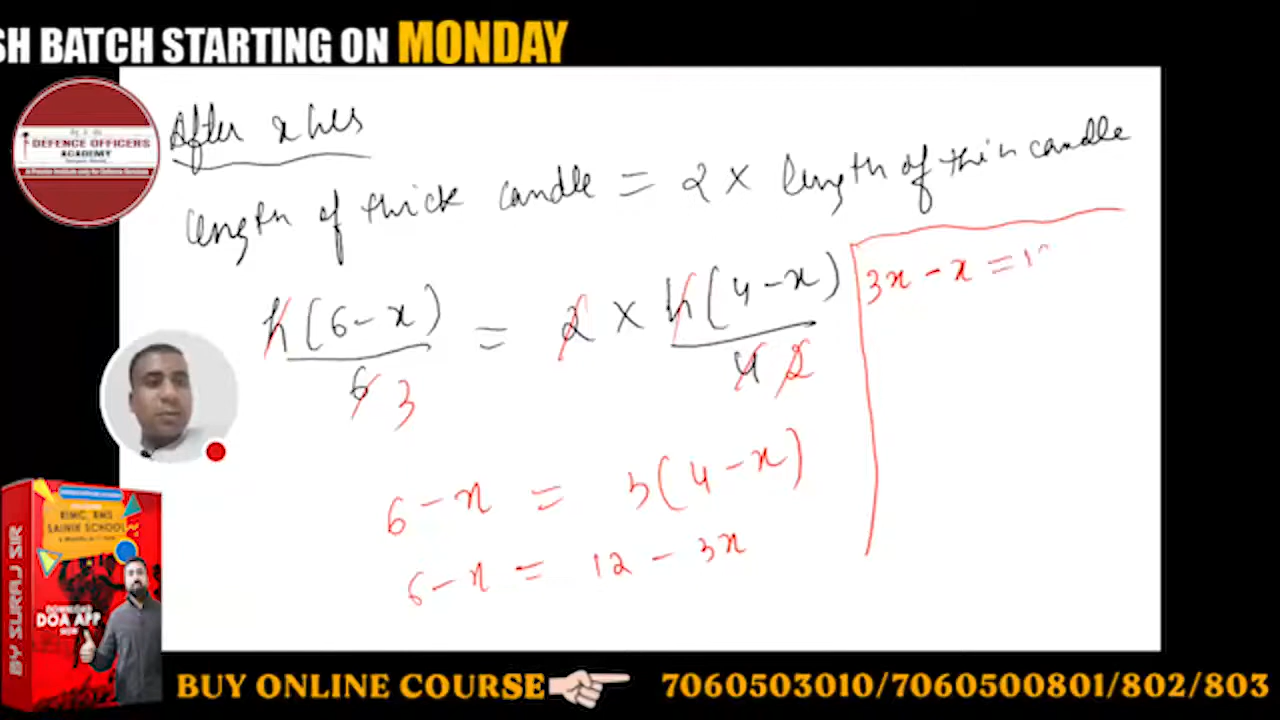 SH BATCH STARTING ON MONDAY
DEFENCE OFFICERS
ACADEMY
After x hrs
length of thick candle = 2 × length of thin candle
h(6-x)/6 3 = 2 × h(4-x)/4 2
6-x = 3(4-x)
6-x = 12-3x
3x-x=1
RIMC, RMS
SAINIK SCHOOL
DOWNLOAD
DOA APP
NOW
BY SURAJ SIR
BUY ONLINE COURSE 7060503010/7060500801/802/803